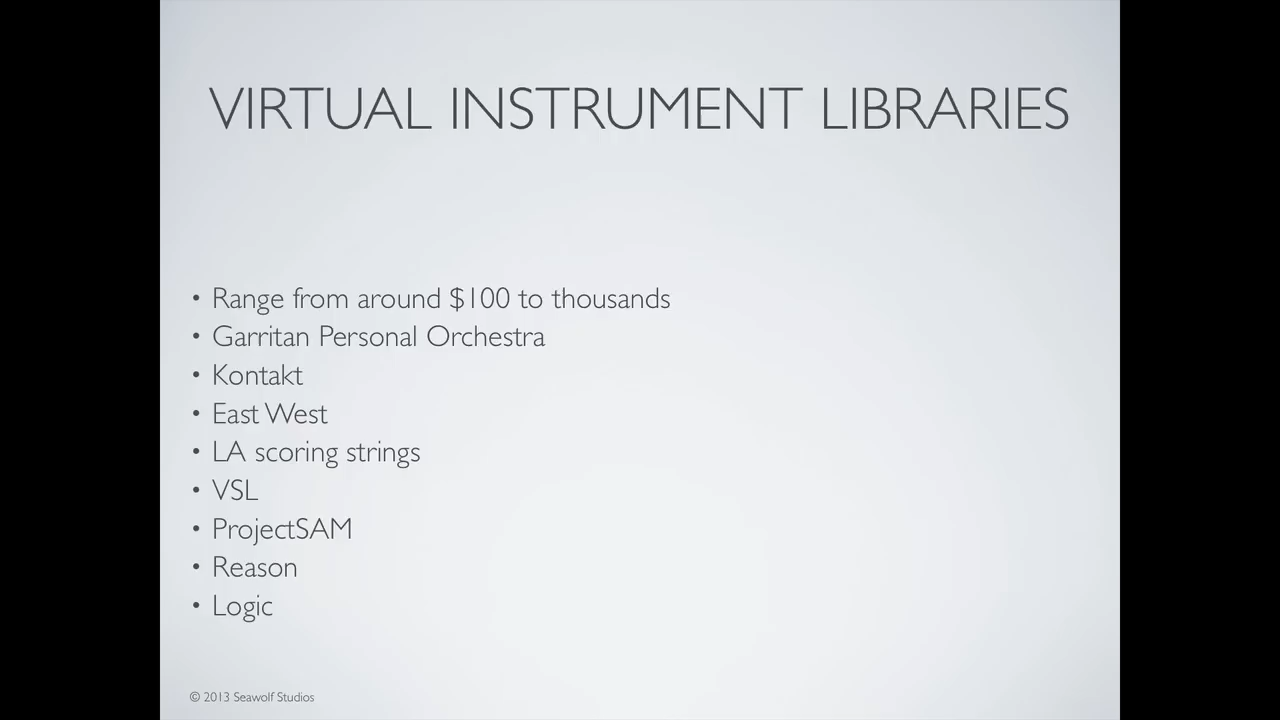 VIRTUAL INSTRUMENT LIBRARIES
• Range from around $100 to thousands
• Garritan Personal Orchestra
• Kontakt
• East West
• LA scoring strings
• VSL
• ProjectSAM
• Reason
• Logic
© 2013 Seawolf Studios